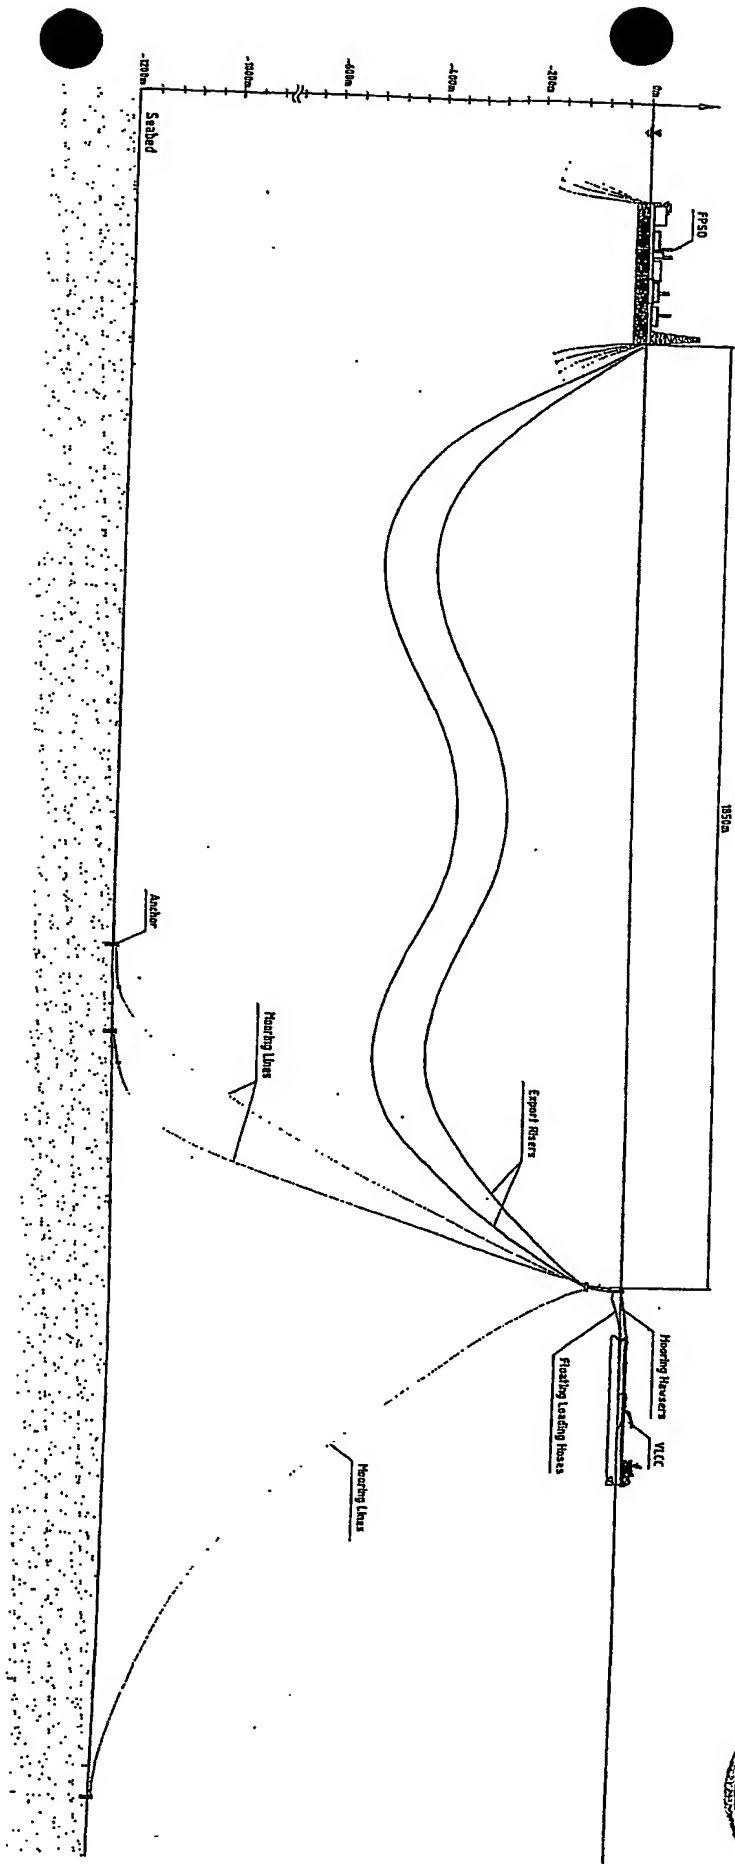 0m
-200m
-400m
-600m
-1000m
-1200m
Seabed
FPSO
1850m
Anchor
Mooring Lines
Export Risers
Mooring Hawsers
VLCC
Floating Loading Hoses
Mooring Lines